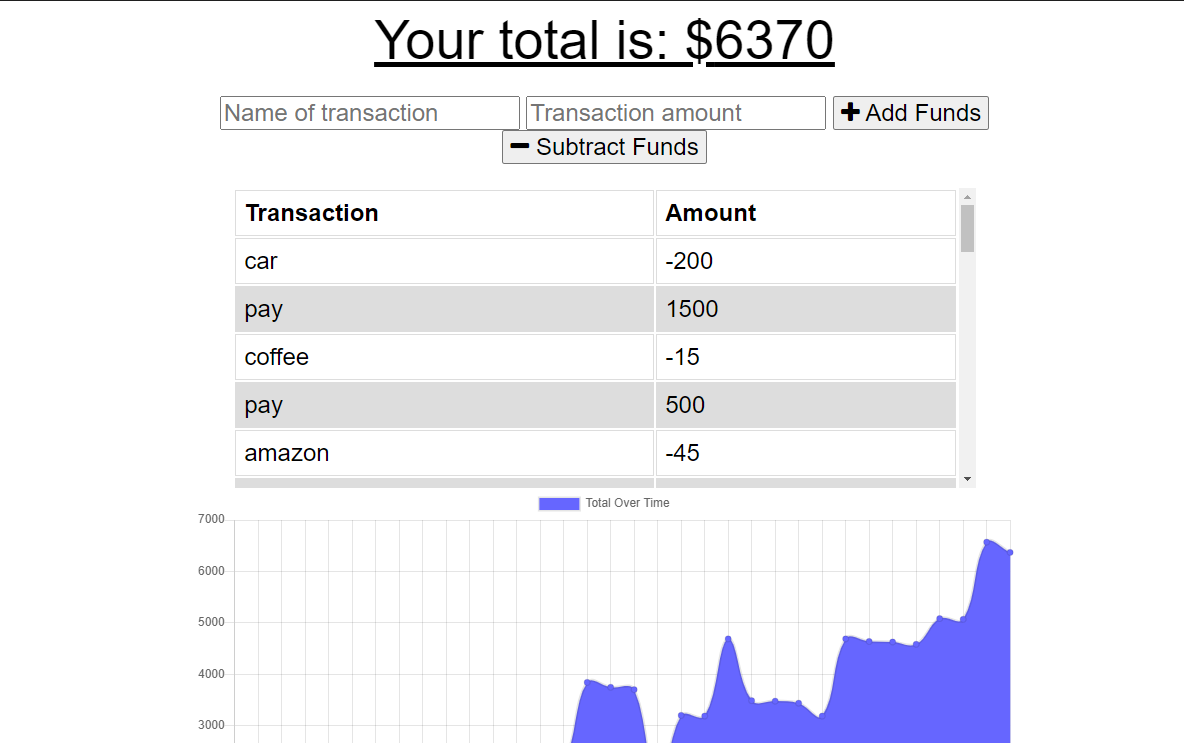 Your total is: $6370
Name of transaction Transaction amount Add Funds
Subtract Funds
Transaction Amount
car -200
pay 1500
coffee -15
pay 500
amazon -45
Total Over Time
7000
6000
5000
4000
3000